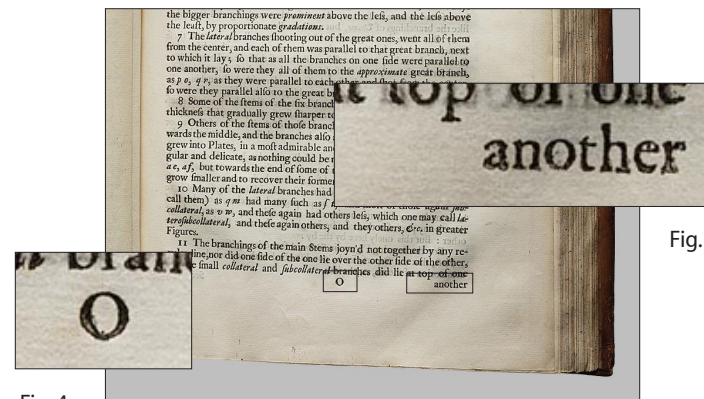 the bigger branchings were prominent above the leſs, and the leſs above
the leaſt, by proportionate gradations.
7 The lateral branches ſhooting out of the great ones, went all of them
from the center, and each of them was parallel to that great branch, next
to which it lay; ſo that as all the branches on one ſide were parallel to
one another, ſo were they all of them to the approximate great branch,
as p o, q r, as they were parallel to each other and ſhot from
ſo were they parallel alſo to the great b
8 Some of the ſtems of the ſix branc
thickneſs that gradually grew ſharper to
9 Others of the ſtems of thoſe branc
wards the middle, and the branches alſo
grew into Plates, in a moſt admirable an
gular and delicate, as nothing could be
a e, a f, but towards the end of ſome of
grow ſmaller and to recover their forme
10 Many of the lateral branches had
call them) as q m had many ſuch as ſ ſub-
collateral, as v w, and theſe again had others leſs, which one may call la-
teroſubcollateral, and theſe again others, and they others, &c. in greater
Figures.
11 The branchings of the main Stems joyn'd not together by any re-
line, nor did one ſide of the one lie over the other ſide of the other,
ſmall collateral and ſubcollateral branches did lie at top of one
O another
at top of one
another
Fig.
bran
O
Fig. 4